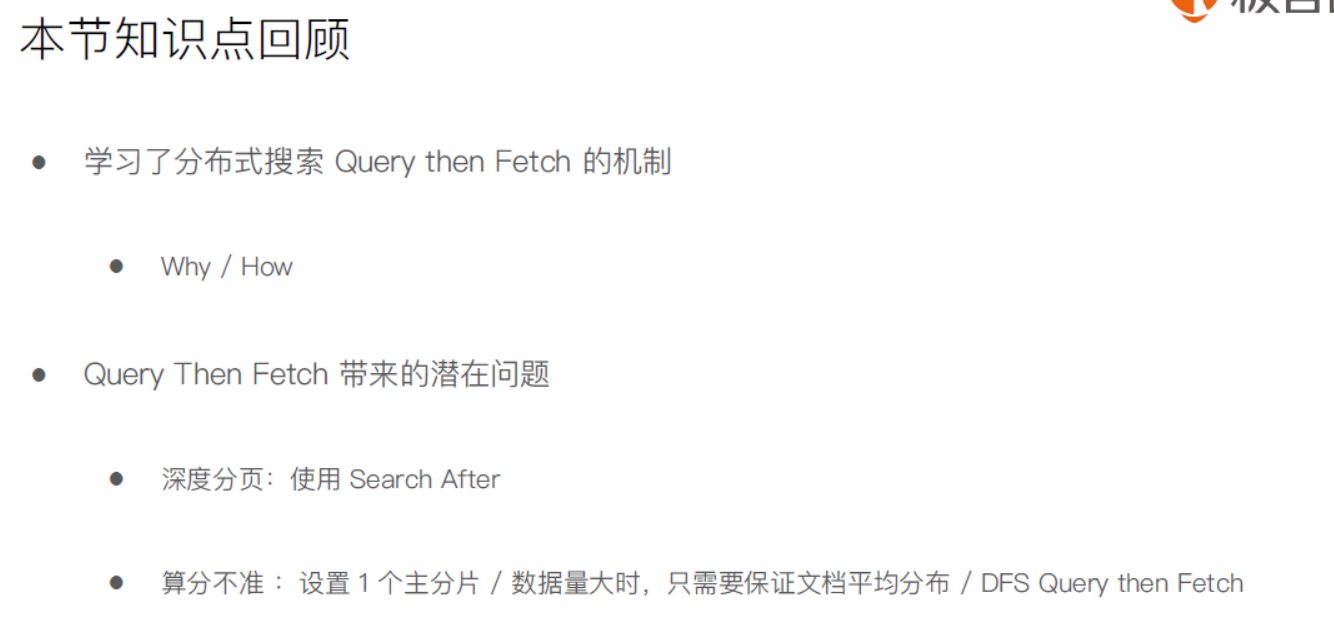 本节知识点回顾
学习了分布式搜索 Query then Fetch 的机制
Why / How
Query Then Fetch 带来的潜在问题
深度分页：使用 Search After
算分不准 ：设置 1 个主分片 / 数据量大时，只需要保证文档平均分布 / DFS Query then Fetch